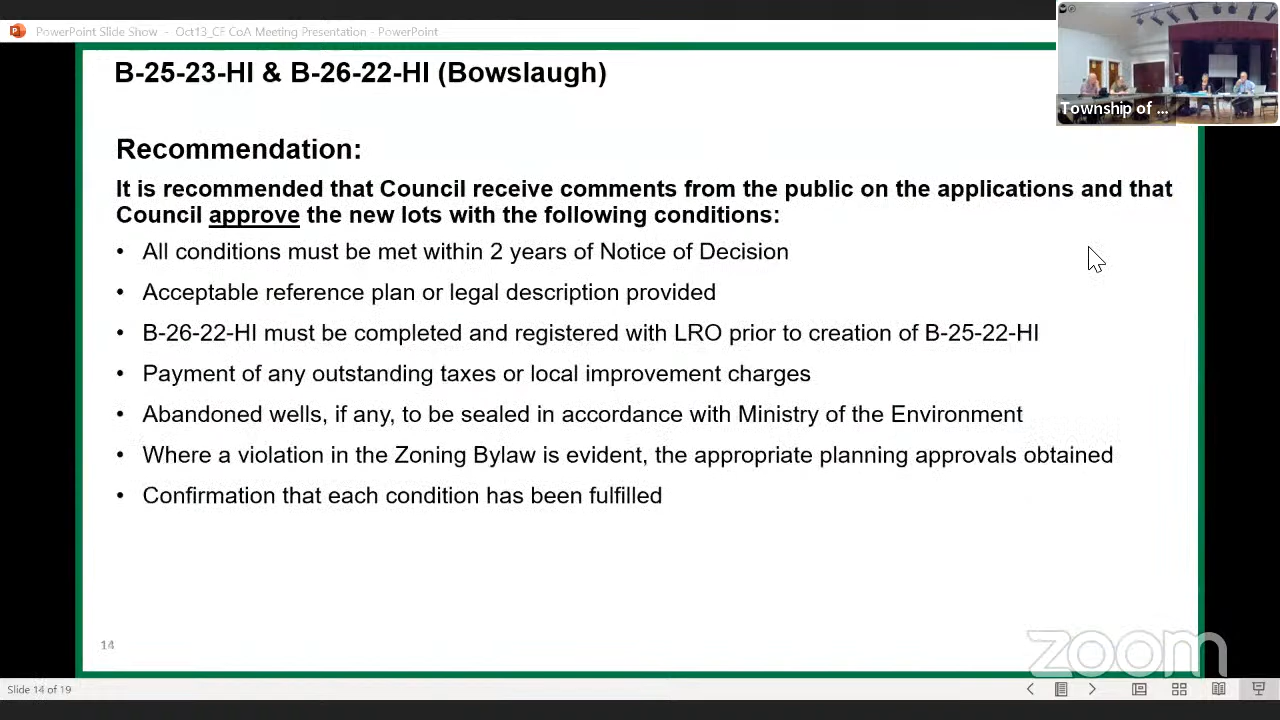 PowerPoint Slide Show - Oct13_CF CoA Meeting Presentation - PowerPoint
Township of ...
B-25-23-HI & B-26-22-HI (Bowslaugh)
Recommendation:
It is recommended that Council receive comments from the public on the applications and that
Council approve the new lots with the following conditions:
• All conditions must be met within 2 years of Notice of Decision
• Acceptable reference plan or legal description provided
• B-26-22-HI must be completed and registered with LRO prior to creation of B-25-22-HI
• Payment of any outstanding taxes or local improvement charges
• Abandoned wells, if any, to be sealed in accordance with Ministry of the Environment
• Where a violation in the Zoning Bylaw is evident, the appropriate planning approvals obtained
• Confirmation that each condition has been fulfilled
14
zoom
Slide 14 of 19